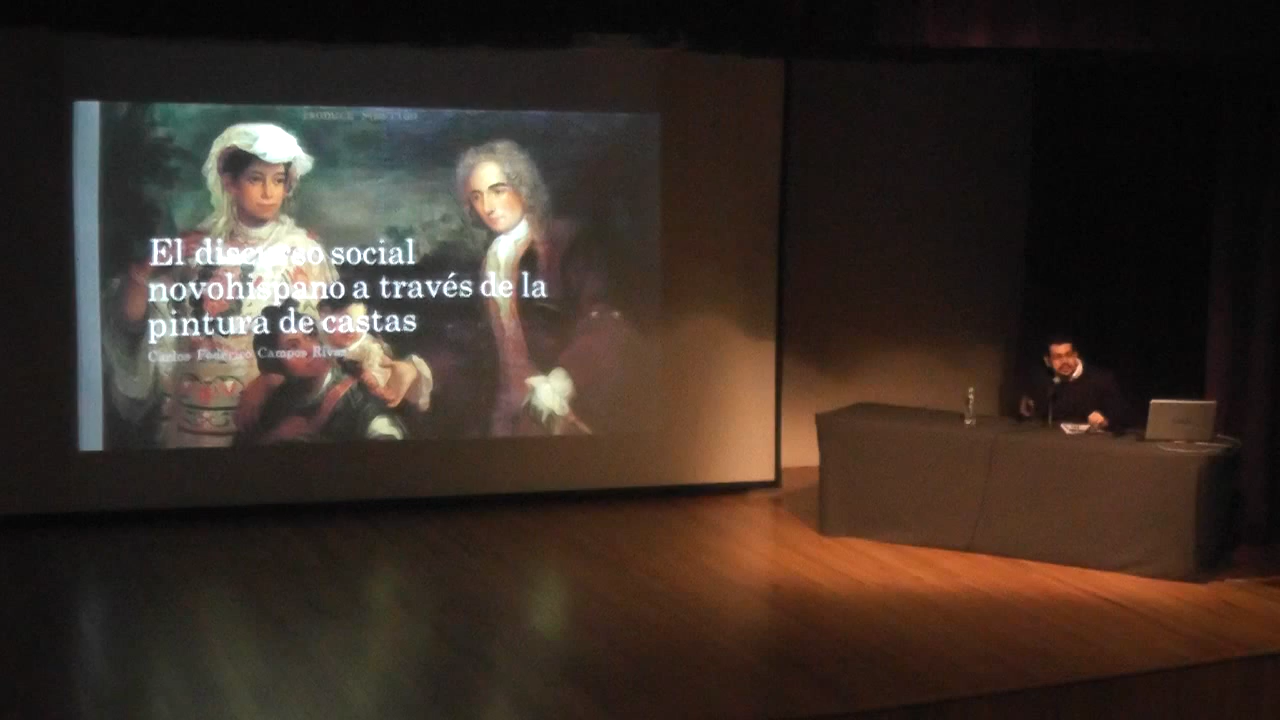 El discurso social
novohispano a través de la
pintura de castas
Carlos Federico Campos Rivas